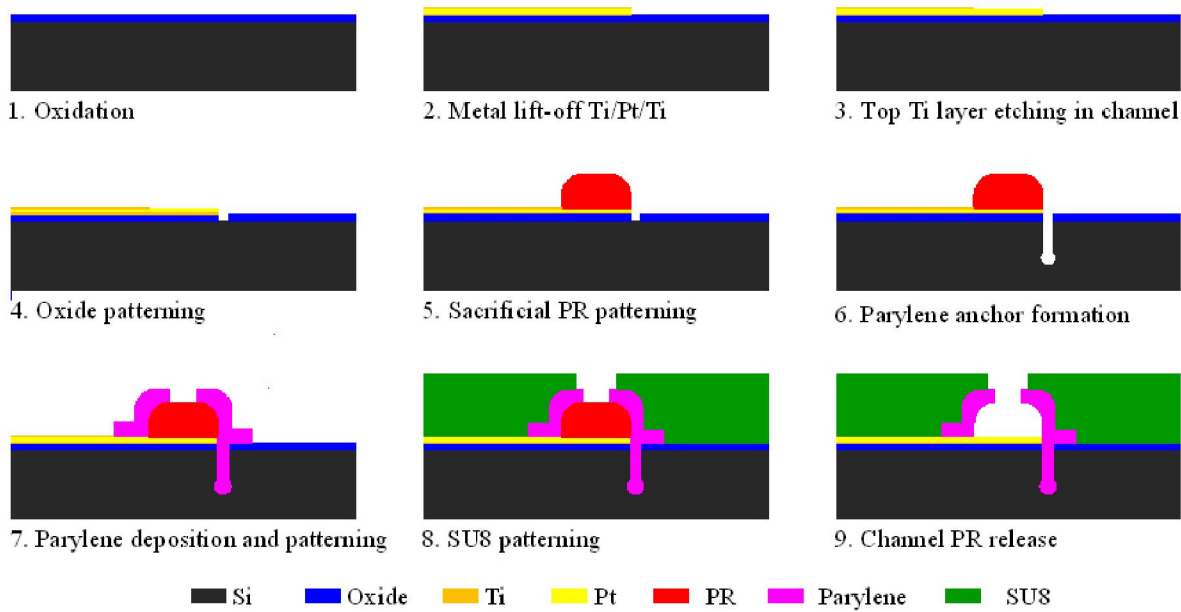 1. Oxidation
2. Metal lift-off Ti/Pt/Ti
3. Top Ti layer etching in channel
4. Oxide patterning
5. Sacrificial PR patterning
6. Parylene anchor formation
7. Parylene deposition and patterning
8. SU8 patterning
9. Channel PR release
Si Oxide Ti Pt PR Parylene SU8